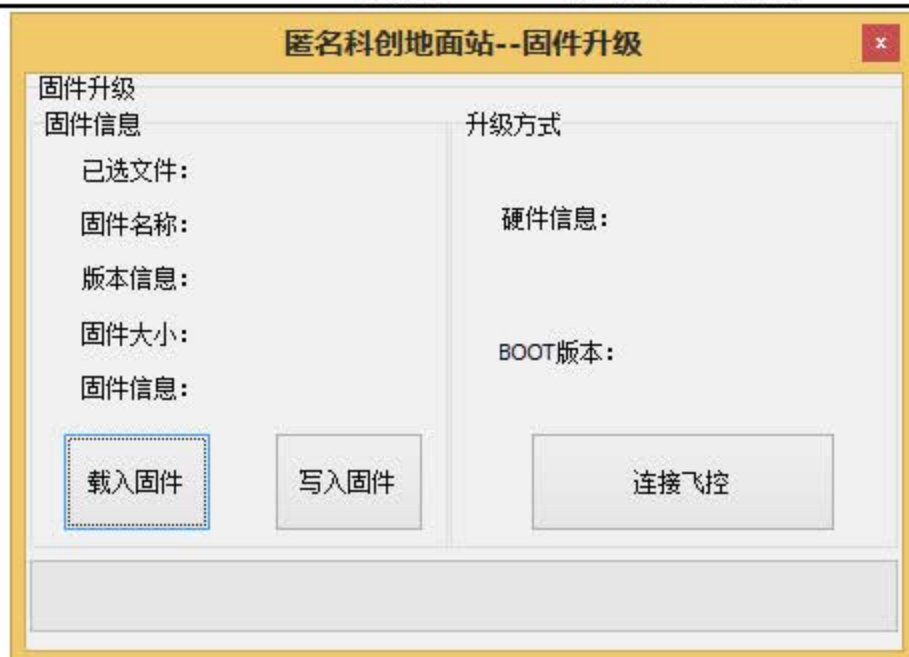 匿名科创地面站--固件升级
x
固件升级
固件信息
已选文件：
固件名称：
版本信息：
固件大小：
固件信息：
载入固件
写入固件
升级方式
硬件信息：
BOOT版本：
连接飞控